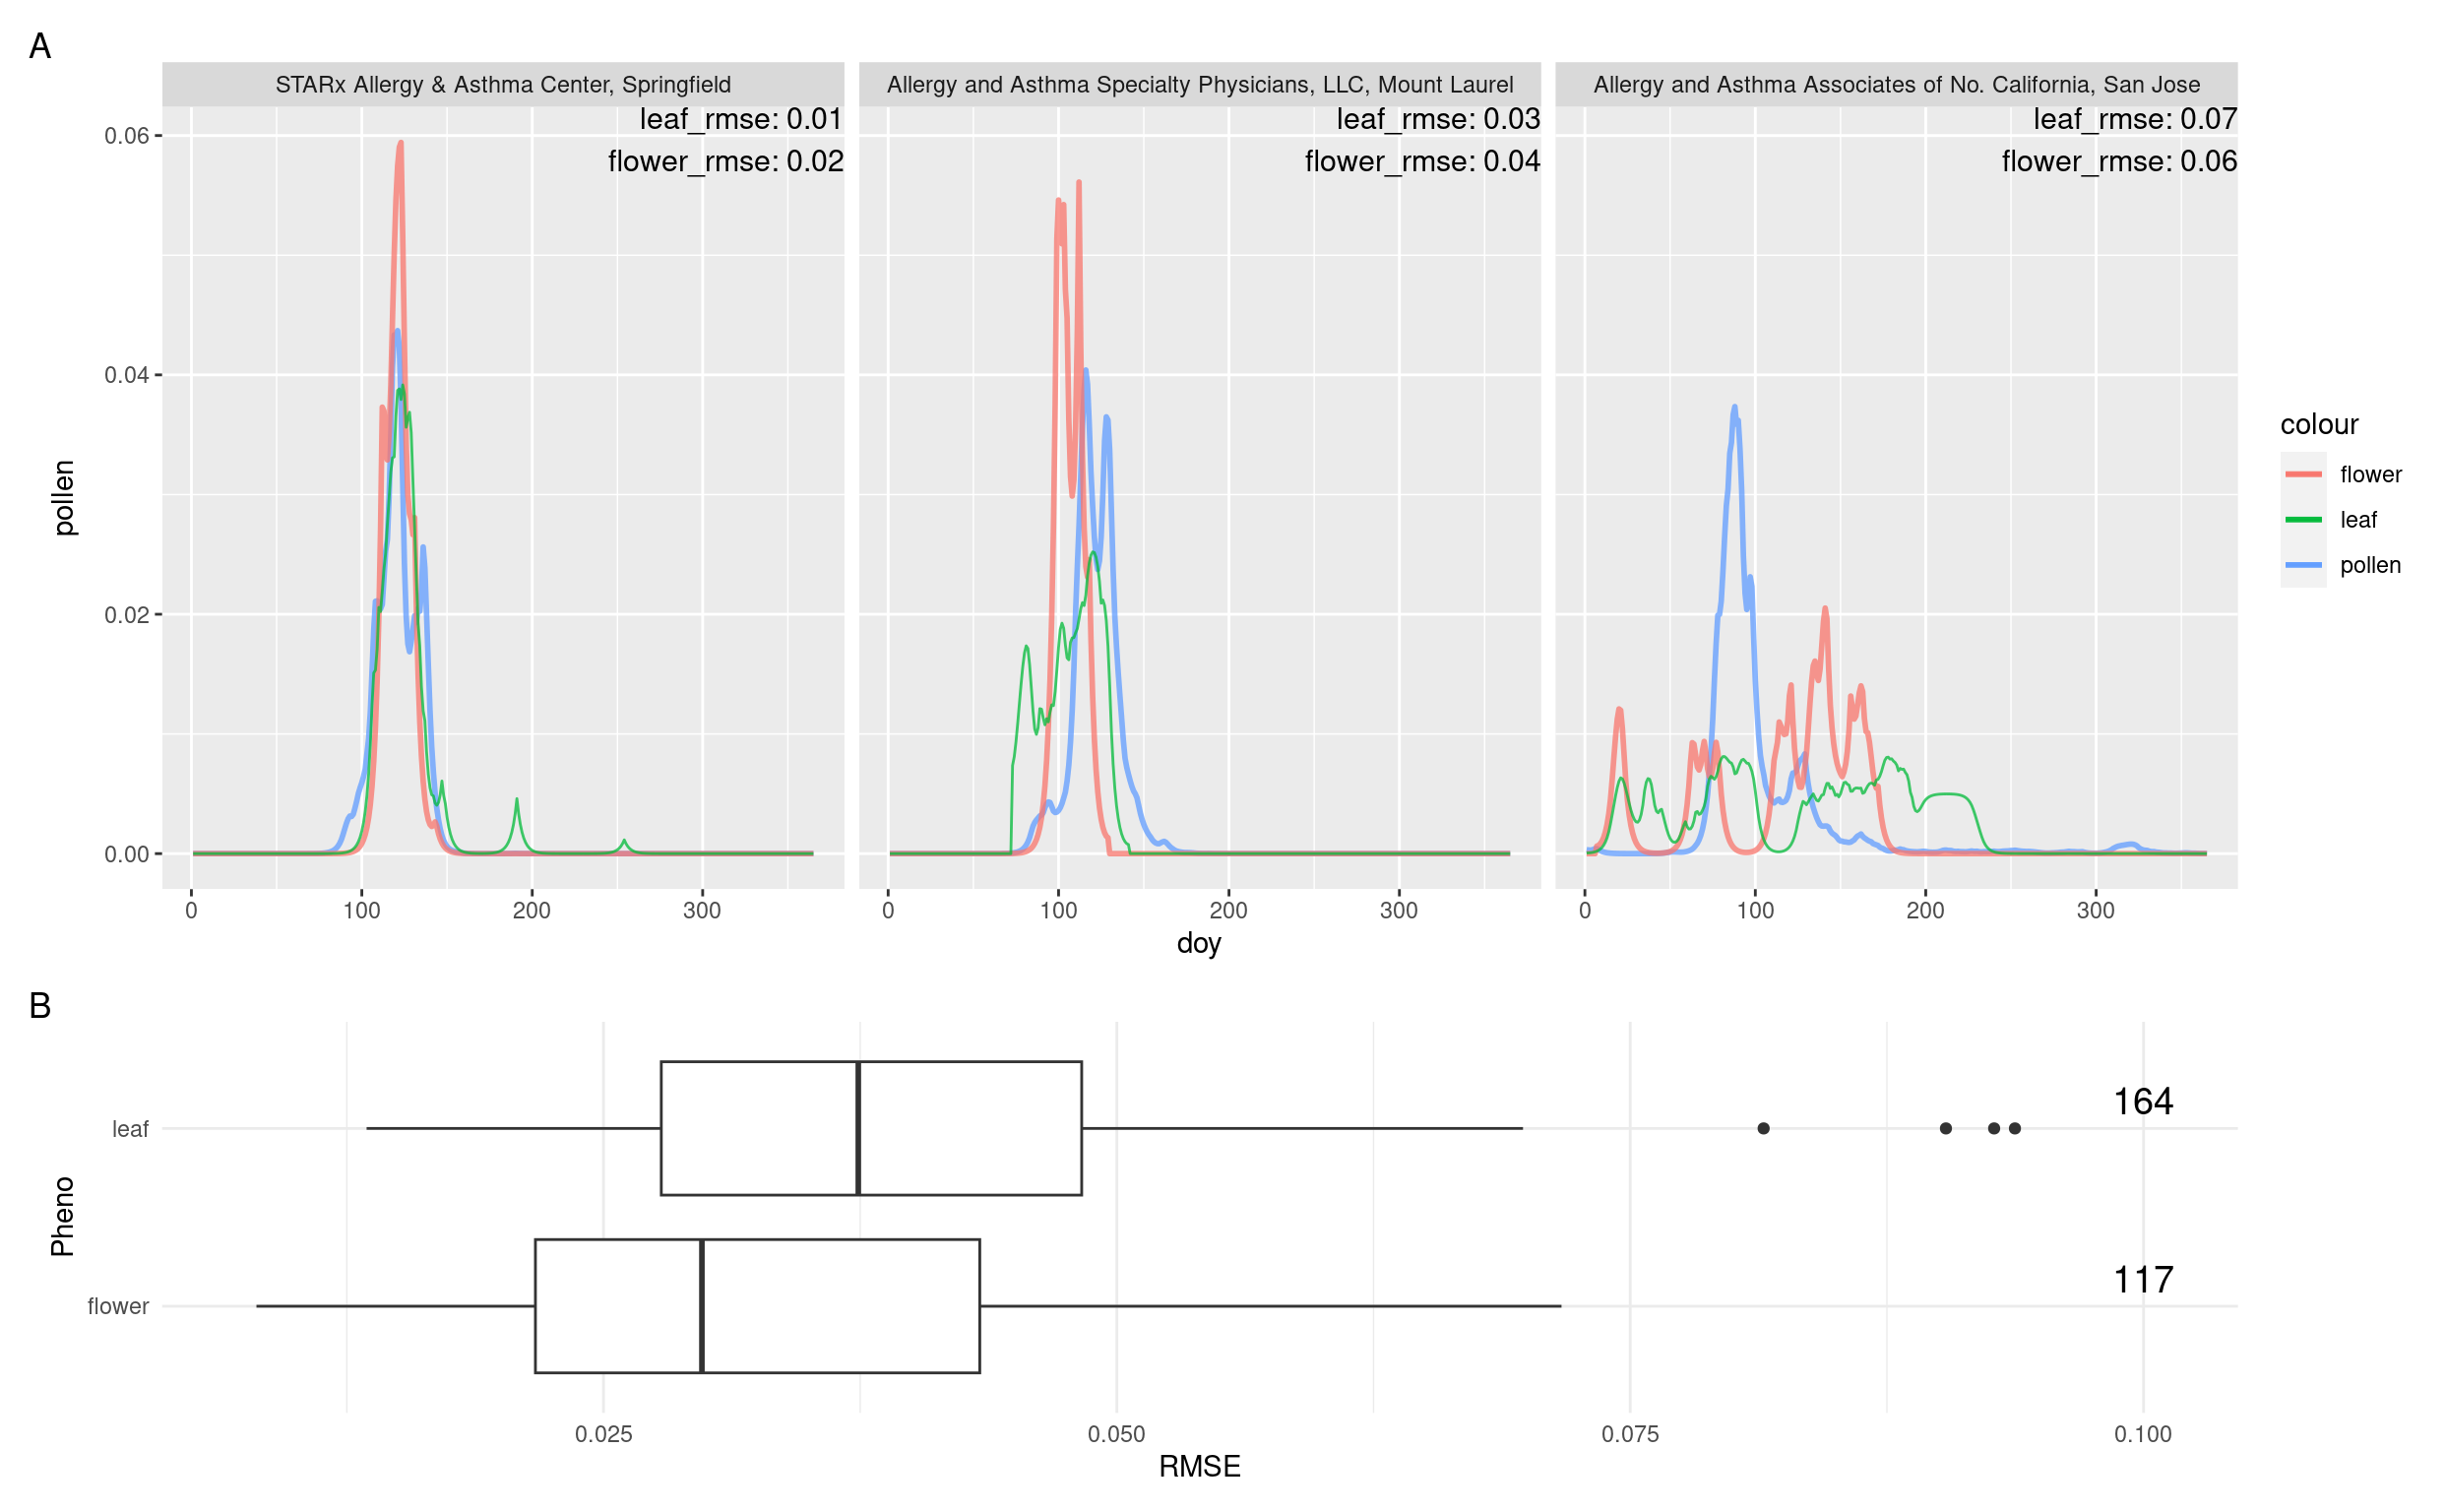 A
STARx Allergy & Asthma Center, Springfield
Allergy and Asthma Specialty Physicians, LLC, Mount Laurel
Allergy and Asthma Associates of No. California, San Jose
leaf_rmse: 0.01
flower_rmse: 0.02
leaf_rmse: 0.03
flower_rmse: 0.04
leaf_rmse: 0.07
flower_rmse: 0.06
0.06
0.04
0.02
0.00
pollen
0 100 200 300
0 100 200 300
0 100 200 300
doy
colour
flower
leaf
pollen
B
164
leaf
117
flower
Pheno
0.025 0.050 0.075 0.100
RMSE